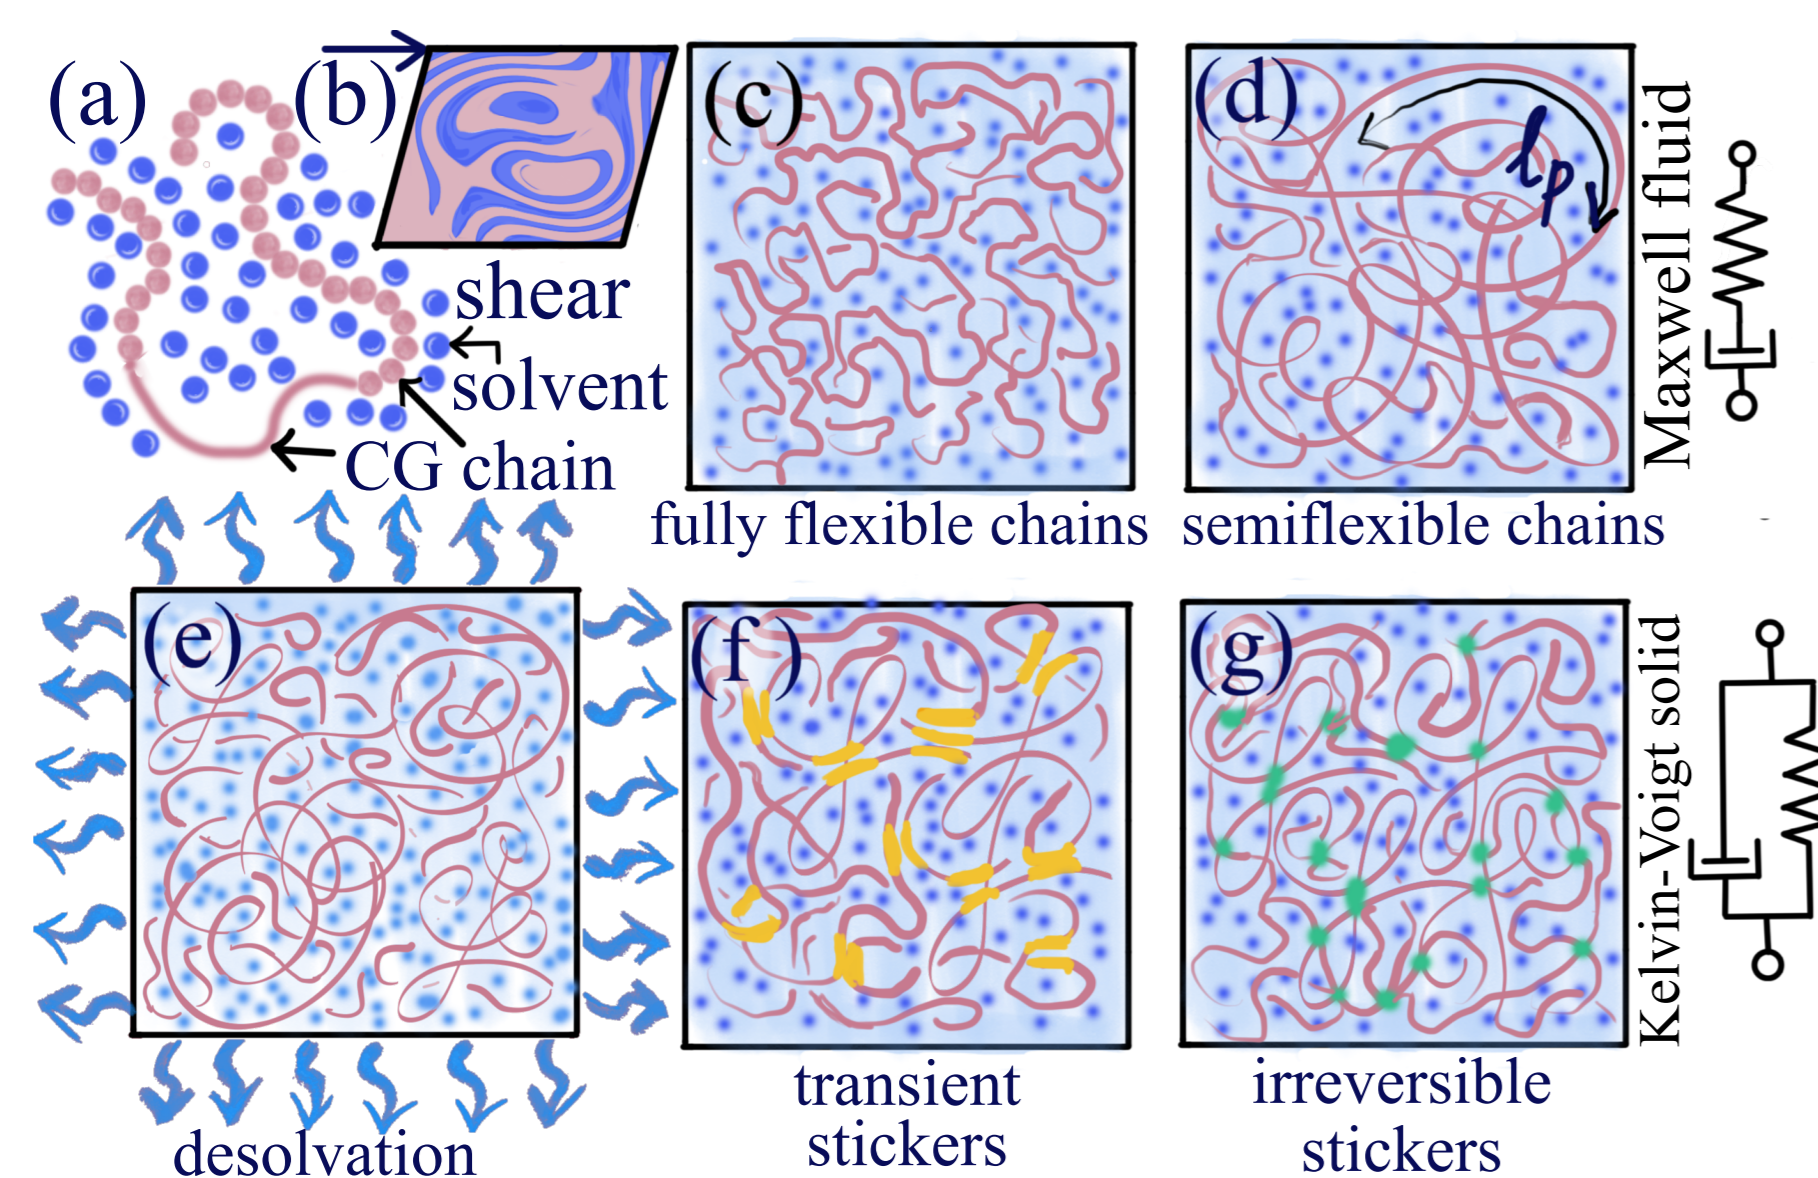 (a)
(b)
shear
solvent
CG chain
(c)
fully flexible chains
(d)
lp
semiflexible chains
Maxwell fluid
(e)
desolvation
(f)
transient
stickers
(g)
irreversible
stickers
Kelvin-Voigt solid